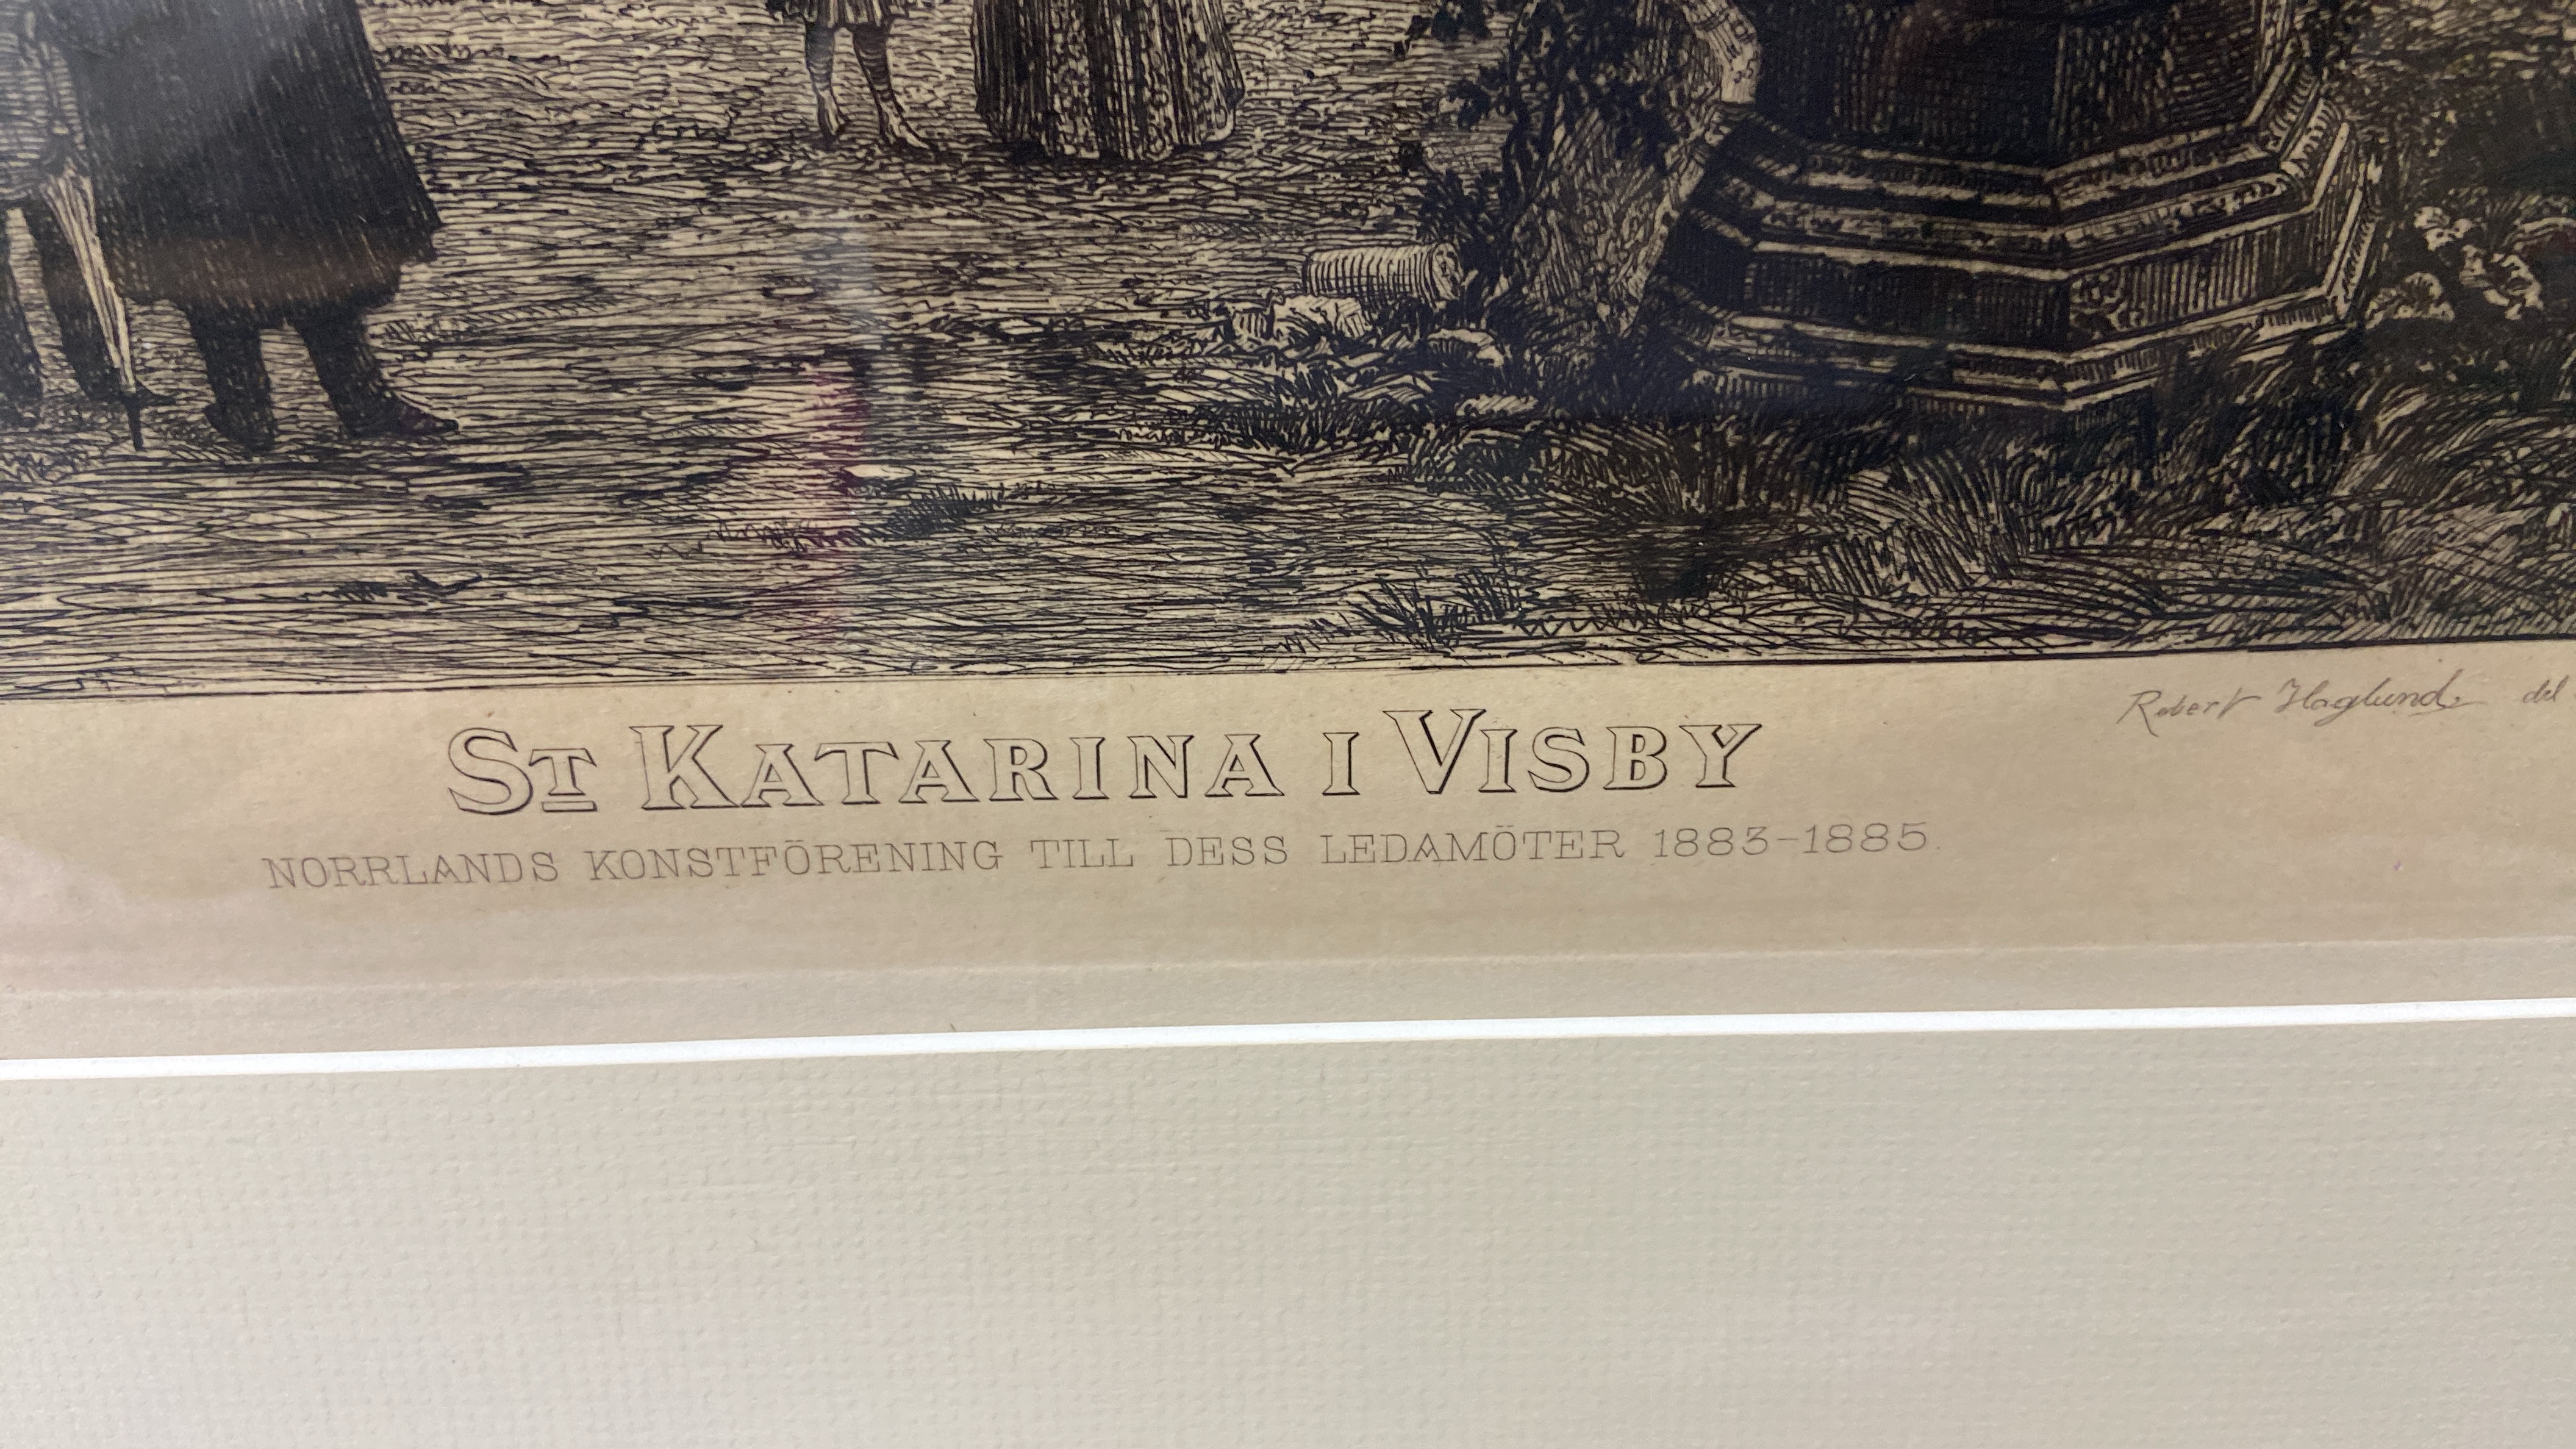 Robert Haglund del
ST KATARINA I VISBY
NORRLANDS KONSTFÖRENING TILL DESS LEDAMÖTER 1883-1885.